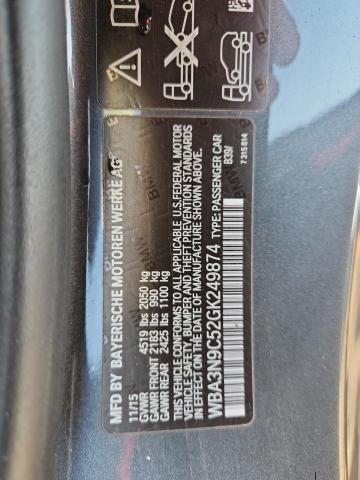 MFD BY BAYERISCHE MOTOREN WERKE AG
11/15
GVWR 4519 lbs 2050 kg
GAWR FRONT 2183 lbs 990 kg
GAWR REAR 2425 lbs 1100 kg
THIS VEHICLE CONFORMS TO ALL APPLICABLE U.S.FEDERAL MOTOR
VEHICLE SAFETY, BUMPER AND THEFT PREVENTION STANDARDS
IN EFFECT ON THE DATE OF MANUFACTURE SHOWN ABOVE.
WBA3N9C52GK249874 TYPE: PASSENGER CAR
B39/
7315814